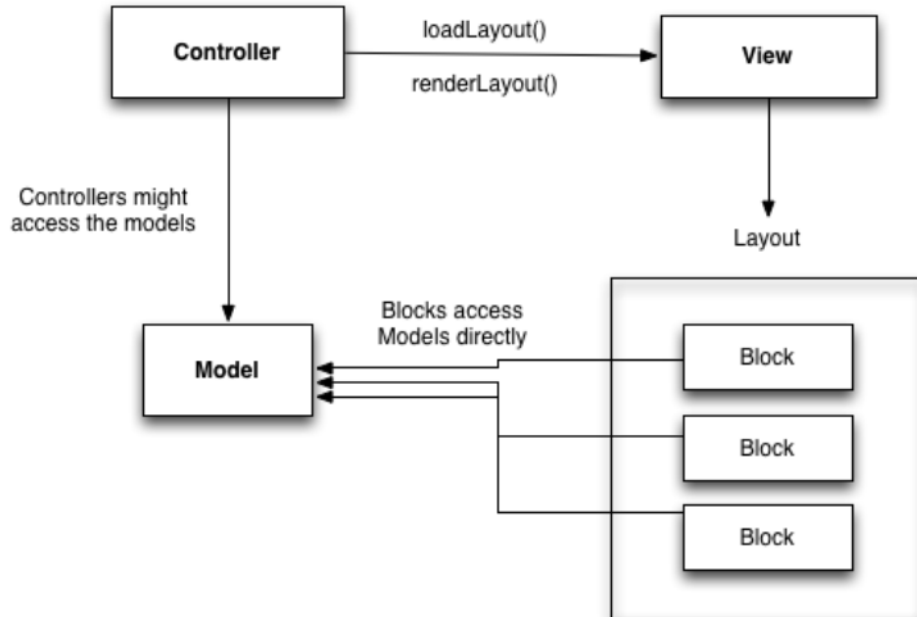 Controller
loadLayout()
renderLayout()
View
Controllers might
access the models
Layout
Blocks access
Models directly
Model
Block
Block
Block